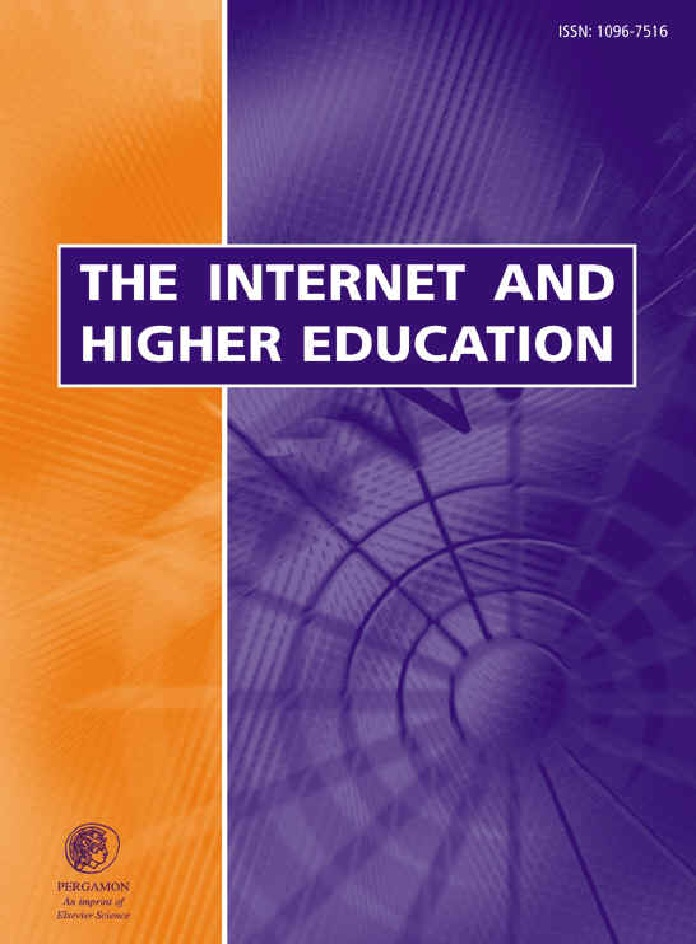 ISSN: 1096-7516
THE INTERNET AND
HIGHER EDUCATION
PERGAMON
An imprint of
Elsevier Science